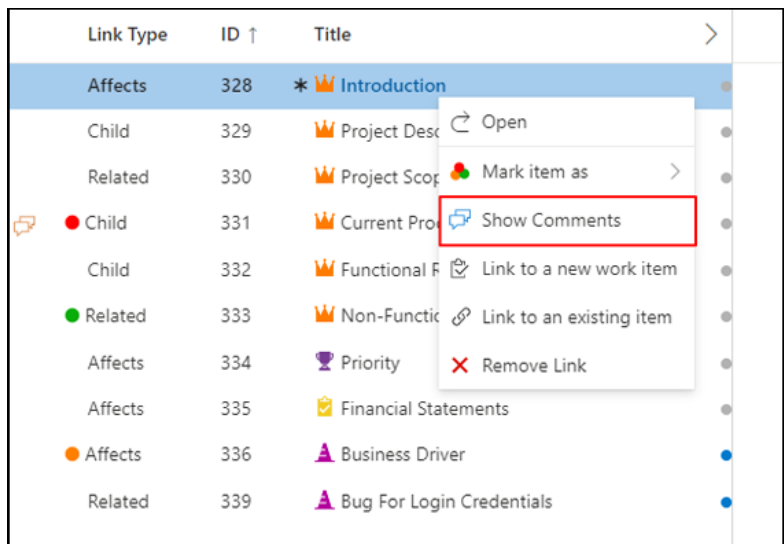 Link Type ID ↑ Title
Affects 328 * Introduction
Open
Child 329 Project Desc
Mark item as
Related 330 Project Scop
Show Comments
Child 331 Current Pro
Link to a new work item
Child 332 Functional R
Link to an existing item
Related 333 Non-Functio
Remove Link
Affects 334 Priority
Affects 335 Financial Statements
Affects 336 Business Driver
Related 339 Bug For Login Credentials